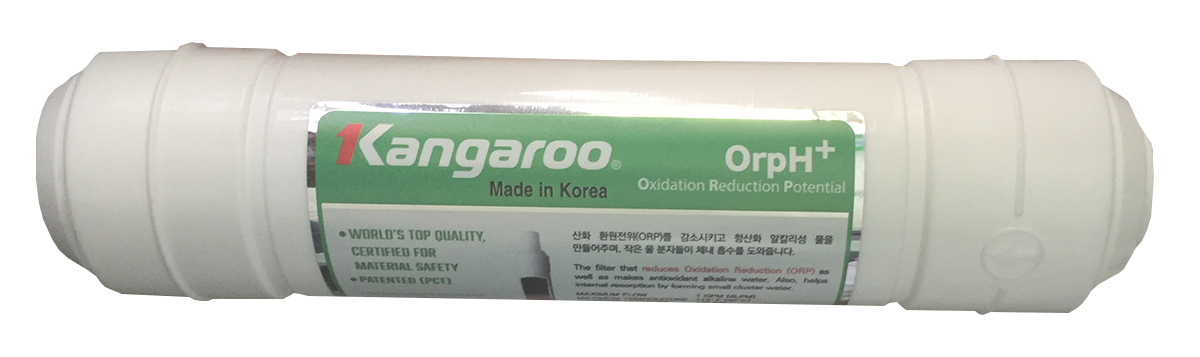 Kangaroo®
Made in Korea
OrpH+
Oxidation Reduction Potential
• WORLD'S TOP QUALITY,
CERTIFIED FOR
MATERIAL SAFETY
• PATENTED (PCT)
산화 환원전위(ORP)를 감소시키고 항산화 알칼리성 물을
만들어주며, 작은 물 분자들이 체내 흡수를 도와줍니다.
The filter that reduces Oxidation Reduction (ORP) as
well as makes antioxidant alkaline water. Also, helps
internal resorption by forming small cluster water.
MAXIMUM FLOW